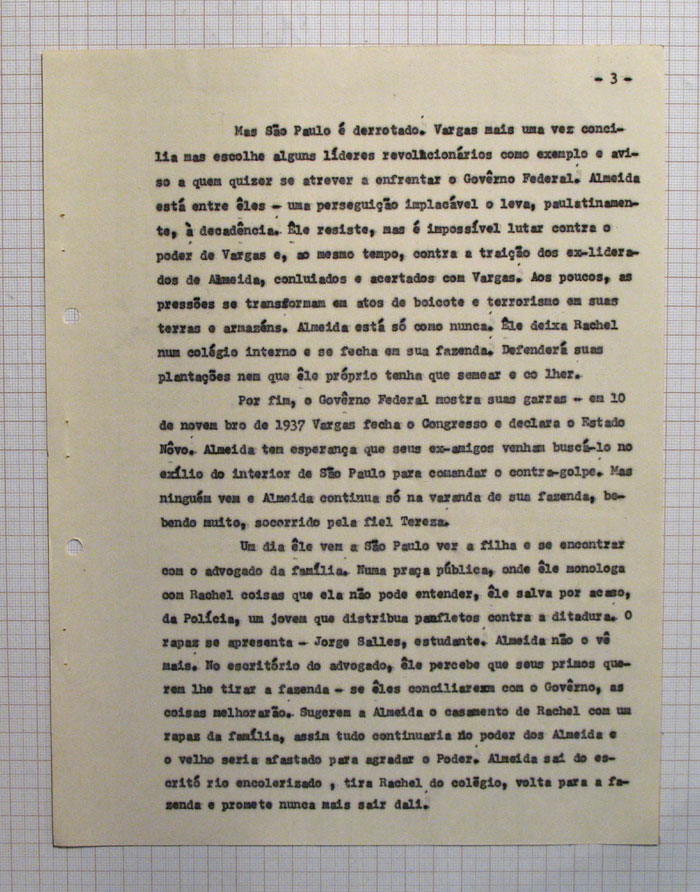 - 3 -
Mas São Paulo é derrotado. Vargas mais uma vez conci-
lia mas escolhe alguns líderes revolucionários como exemplo e avi-
so a quem quizer se atrever a enfrentar o Govêrno Federal. Almeida
está entre êles - uma perseguição implacável o leva, paulatinamen-
te, à decadência. Êle resiste, mas é impossível lutar contra o
poder de Vargas e, ao mesmo tempo, contra a traição dos ex-lidera-
dos de Almeida, conluiados e acertados com Vargas. Aos poucos, as
pressões se transformam em atos de boicote e terrorismo em suas
terras e armazéns. Almeida está só como nunca. Êle deixa Rachel
num colégio interno e se fecha em sua fazenda. Defenderá suas
plantações nem que êle próprio tenha que semear e co lher.
Por fim, o Govêrno Federal mostra suas garras - em 10
de novem bro de 1937 Vargas fecha o Congresso e declara o Estado
Nôvo. Almeida tem esperança que seus ex-amigos venham buscá-lo no
exílio do interior de São Paulo para comandar o contra-golpe. Mas
ninguém vem e Almeida continua só na varanda de sua fazenda, be-
bendo muito, socorrido pela fiel Tereza.
Um dia êle vem a São Paulo ver a filha e se encontrar
com o advogado da família. Numa praça pública, onde êle monologa
com Rachel coisas que ela não pode entender, êle salva por acaso,
da Polícia, um jovem que distribua panfletos contra a ditadura. O
rapaz se apresenta - Jorge Salles, estudante. Almeida não o vê
mais. No escritório do advogado, êle percebe que seus primos que-
rem lhe tirar a fazenda - se êles conciliarem com o Govêrno, as
coisas melhorarão. Sugerem a Almeida o casamento de Rachel com um
rapaz da família, assim tudo continuaria no poder dos Almeida e
o velho seria afastado para agradar o Poder. Almeida sai do es-
critó rio encolerizado , tira Rachel do colégio, volta para a fa-
zenda e promete nunca mais sair dali.